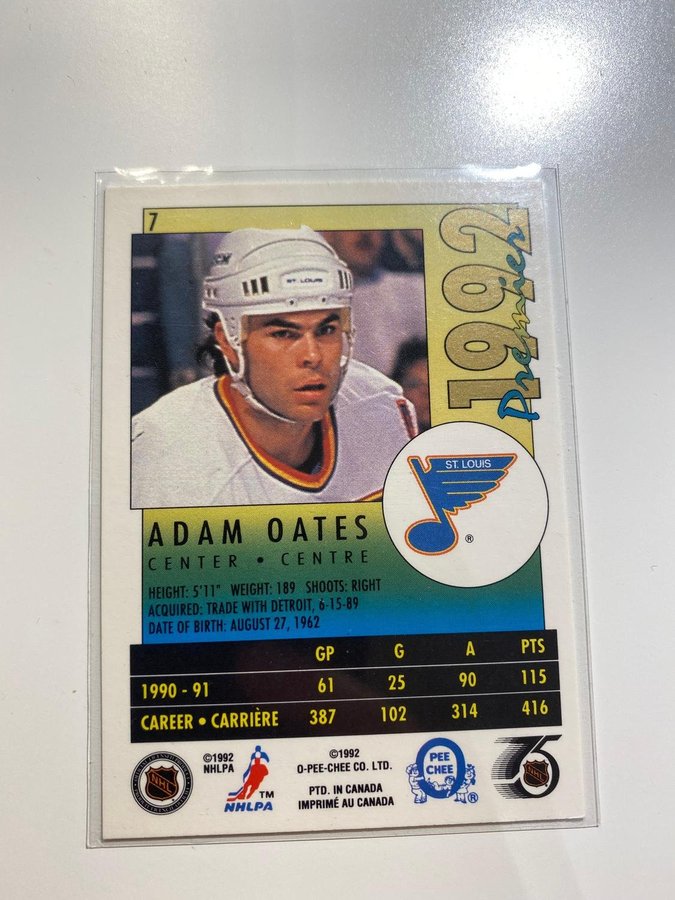 7
1992
Premier
ST. LOUIS
ST. LOUIS
®
ADAM OATES
CENTER • CENTRE
HEIGHT: 5'11" WEIGHT: 189 SHOOTS: RIGHT
ACQUIRED: TRADE WITH DETROIT, 6-15-89
DATE OF BIRTH: AUGUST 27, 1962
GP G A PTS
1990 - 91 61 25 90 115
CAREER • CARRIÈRE 387 102 314 416
©1992
NHLPA
NHL
NHLPA
TM
©1992
O-PEE-CHEE CO. LTD.
PTD. IN CANADA
IMPRIMÉ AU CANADA
O
PEE
CHEE
®
75
NHL